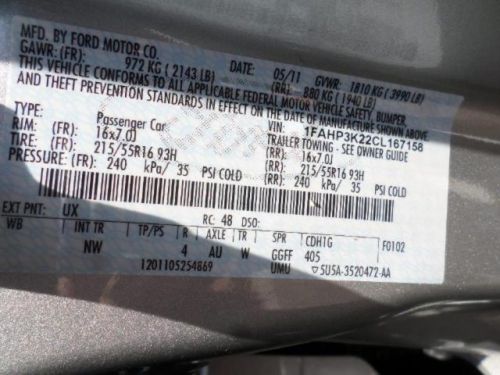 MFD. BY FORD MOTOR CO.
05/11 GVWR: 1810 KG (3990 LB)
GAWR: (FR): 972 KG (2143 LB) (RR): 880 KG (1940 LB)
THIS VEHICLE CONFORMS TO ALL APPLICABLE FEDERAL MOTOR VEHICLE SAFETY, BUMPER
AND THEFT PREVENTION STANDARDS IN EFFECT ON THE DATE OF MANUFACTURE SHOWN ABOVE
VIN: 1FAHP3K22CL167158
TYPE: Passenger Car TRAILER TOWING - SEE OWNER GUIDE
RIM: (FR) 16x7.0J (RR): 16x7.0J
TIRE: (FR): 215/55R16 93H (RR): 215/55R16 93H
PRESSURE: (FR): 240 kPa/ 35 PSI COLD (RR): 240 kPa/ 35 PSI COLD
EXT PNT: UX RC: 48 DSO: F0102
WB INT TR TP/PS R AXLE TR SPR CDH1G
NW 4 AU W GGFF 405
1201105254869 UMU ▽5U5A-3520472-AA